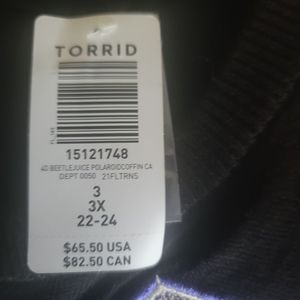 TORRID
15121748
4D BEETLEJUICE POLAROIDCOFFIN CA
DEPT 0050 21FLTRNS
3
3X
22-24
$65.50 USA
$82.50 CAN